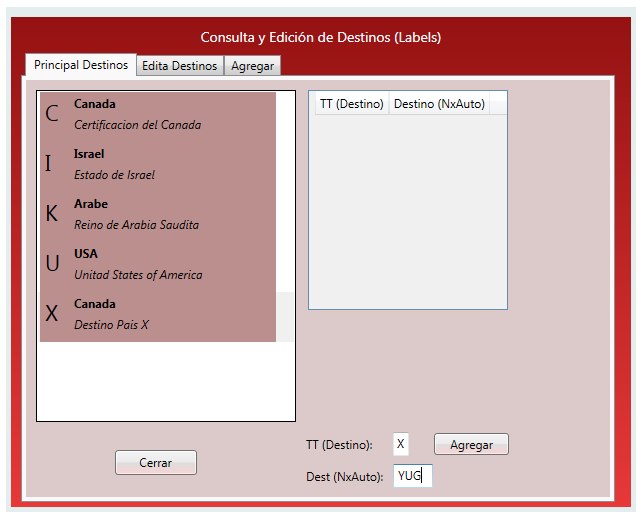 Consulta y Edición de Destinos (Labels)
Principal Destinos
Edita Destinos
Agregar
C
Canada
Certificacion del Canada
I
Israel
Estado de Israel
K
Arabe
Reino de Arabia Saudita
U
USA
Unitad States of America
X
Canada
Destino Pais X
TT (Destino)
Destino (NxAuto)
TT (Destino):
X
Agregar
Cerrar
Dest (NxAuto):
YUG